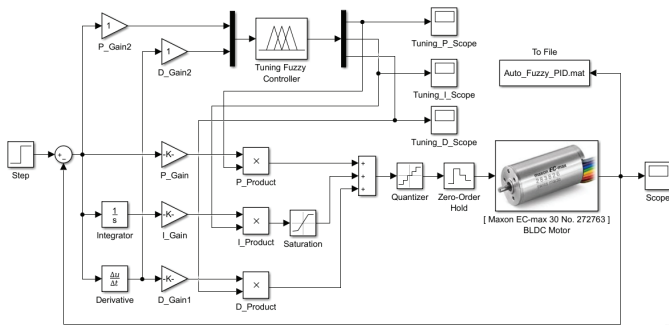 1
P_Gain2
1
D_Gain2
Tuning Fuzzy
Controller
Tuning_P_Scope
Tuning_I_Scope
Tuning_D_Scope
To File
Auto_Fuzzy_PID.mat
Step
+
-K-
P_Gain
×
P_Product
1
s
Integrator
-K-
I_Gain
×
I_Product
Saturation
+
+
+
Quantizer
Zero-Order
Hold
maxon EC-max
[ Maxon EC-max 30 No. 272763 ]
BLDC Motor
Scope
Δu
Δt
Derivative
-K-
D_Gain1
×
D_Product